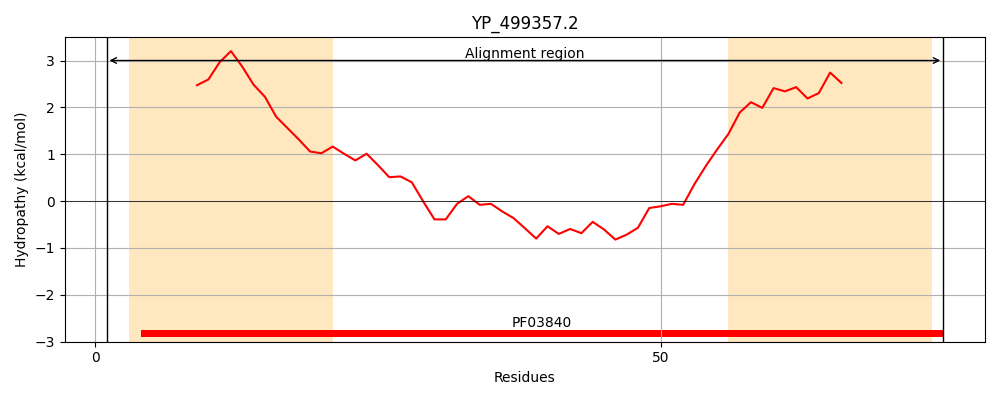 YP_499357.2
Alignment region
Hydropathy (kcal/mol)
3
2
1
0
−1
−2
−3
PF03840
0
50
Residues